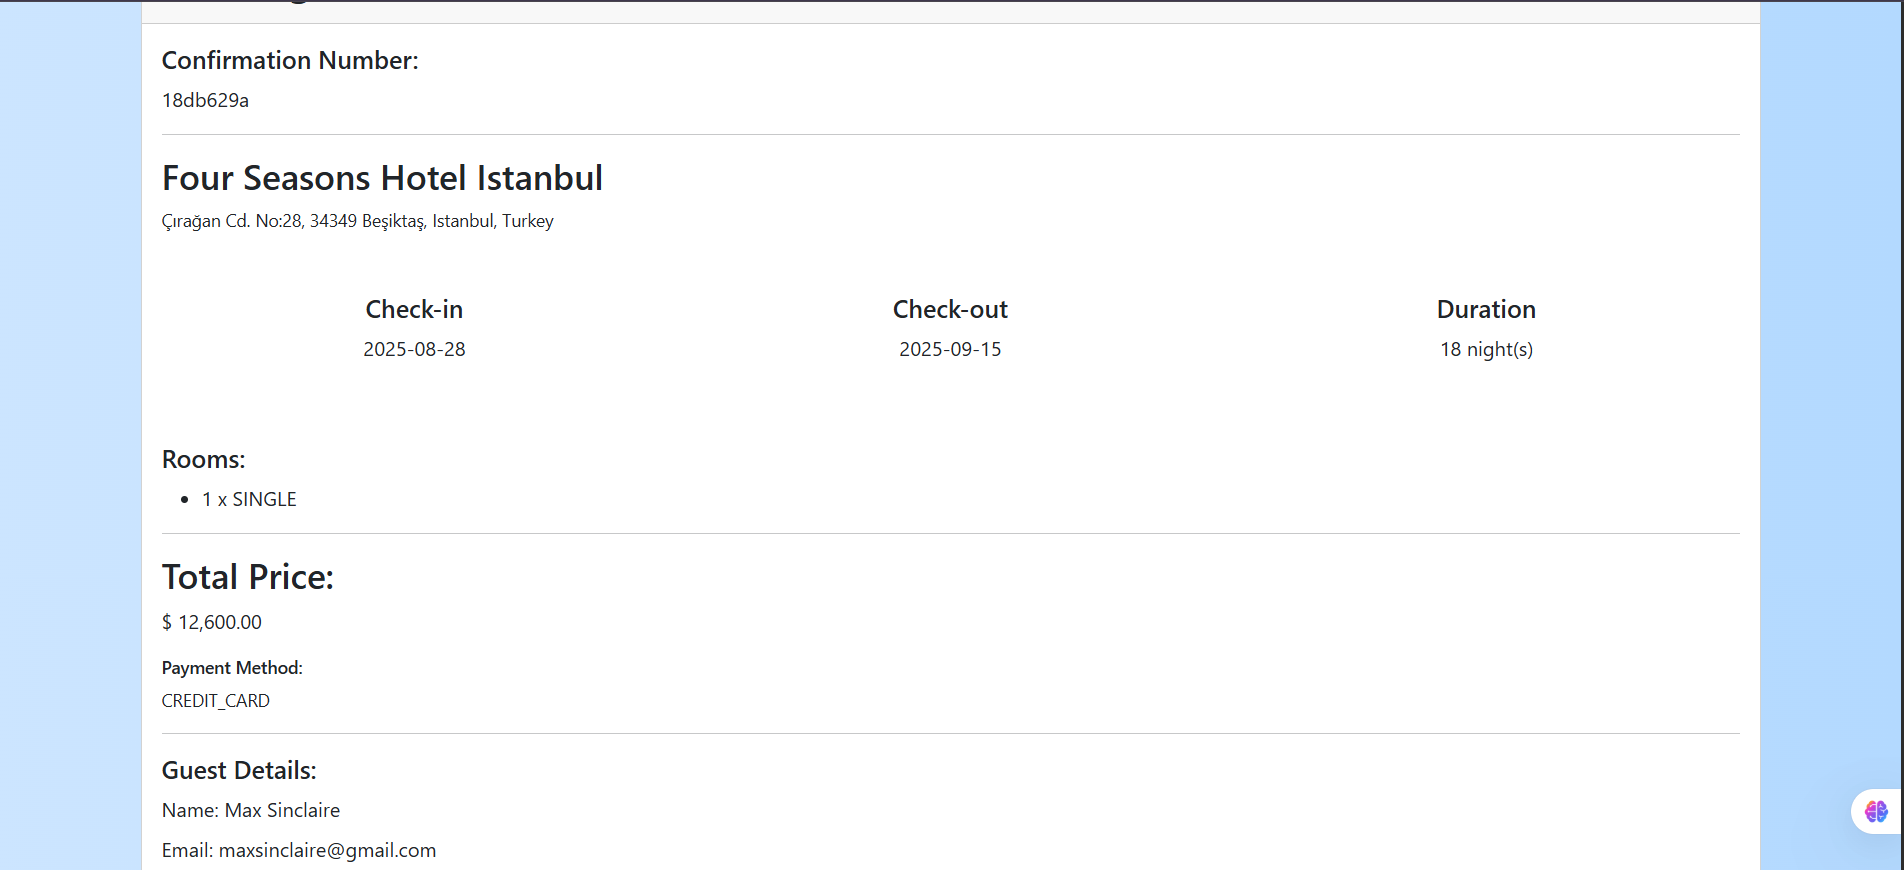 Confirmation Number:
18db629a
Four Seasons Hotel Istanbul
Çırağan Cd. No:28, 34349 Beşiktaş, Istanbul, Turkey
Check-in
2025-08-28
Check-out
2025-09-15
Duration
18 night(s)
Rooms:
• 1 x SINGLE
Total Price:
$ 12,600.00
Payment Method:
CREDIT_CARD
Guest Details:
Name: Max Sinclaire
Email: maxsinclaire@gmail.com